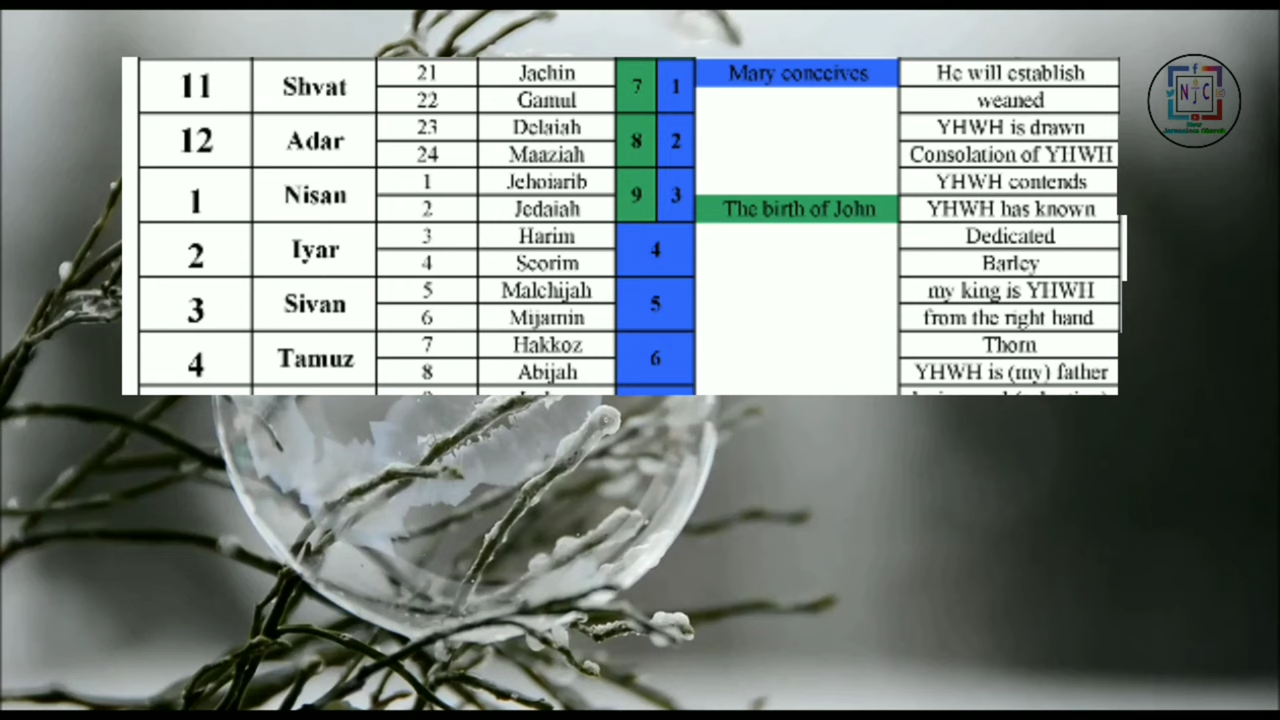 21 Jachin Mary conceives He will establish
11 Shvat 7 1
22 Gamul weaned
23 Delaiah YHWH is drawn
12 Adar 8 2
24 Maaziah Consolation of YHWH
1 Jehoiarib YHWH contends
1 Nisan 9 3
2 Jedaiah The birth of John YHWH has known
3 Harim Dedicated
2 Iyar 4
4 Seorim Barley
5 Malchijah my king is YHWH
3 Sivan 5
6 Mijamin from the right hand
7 Hakkoz Thorn
4 Tamuz 6
8 Abijah YHWH is (my) father
NJC
New
Jerusalem Church